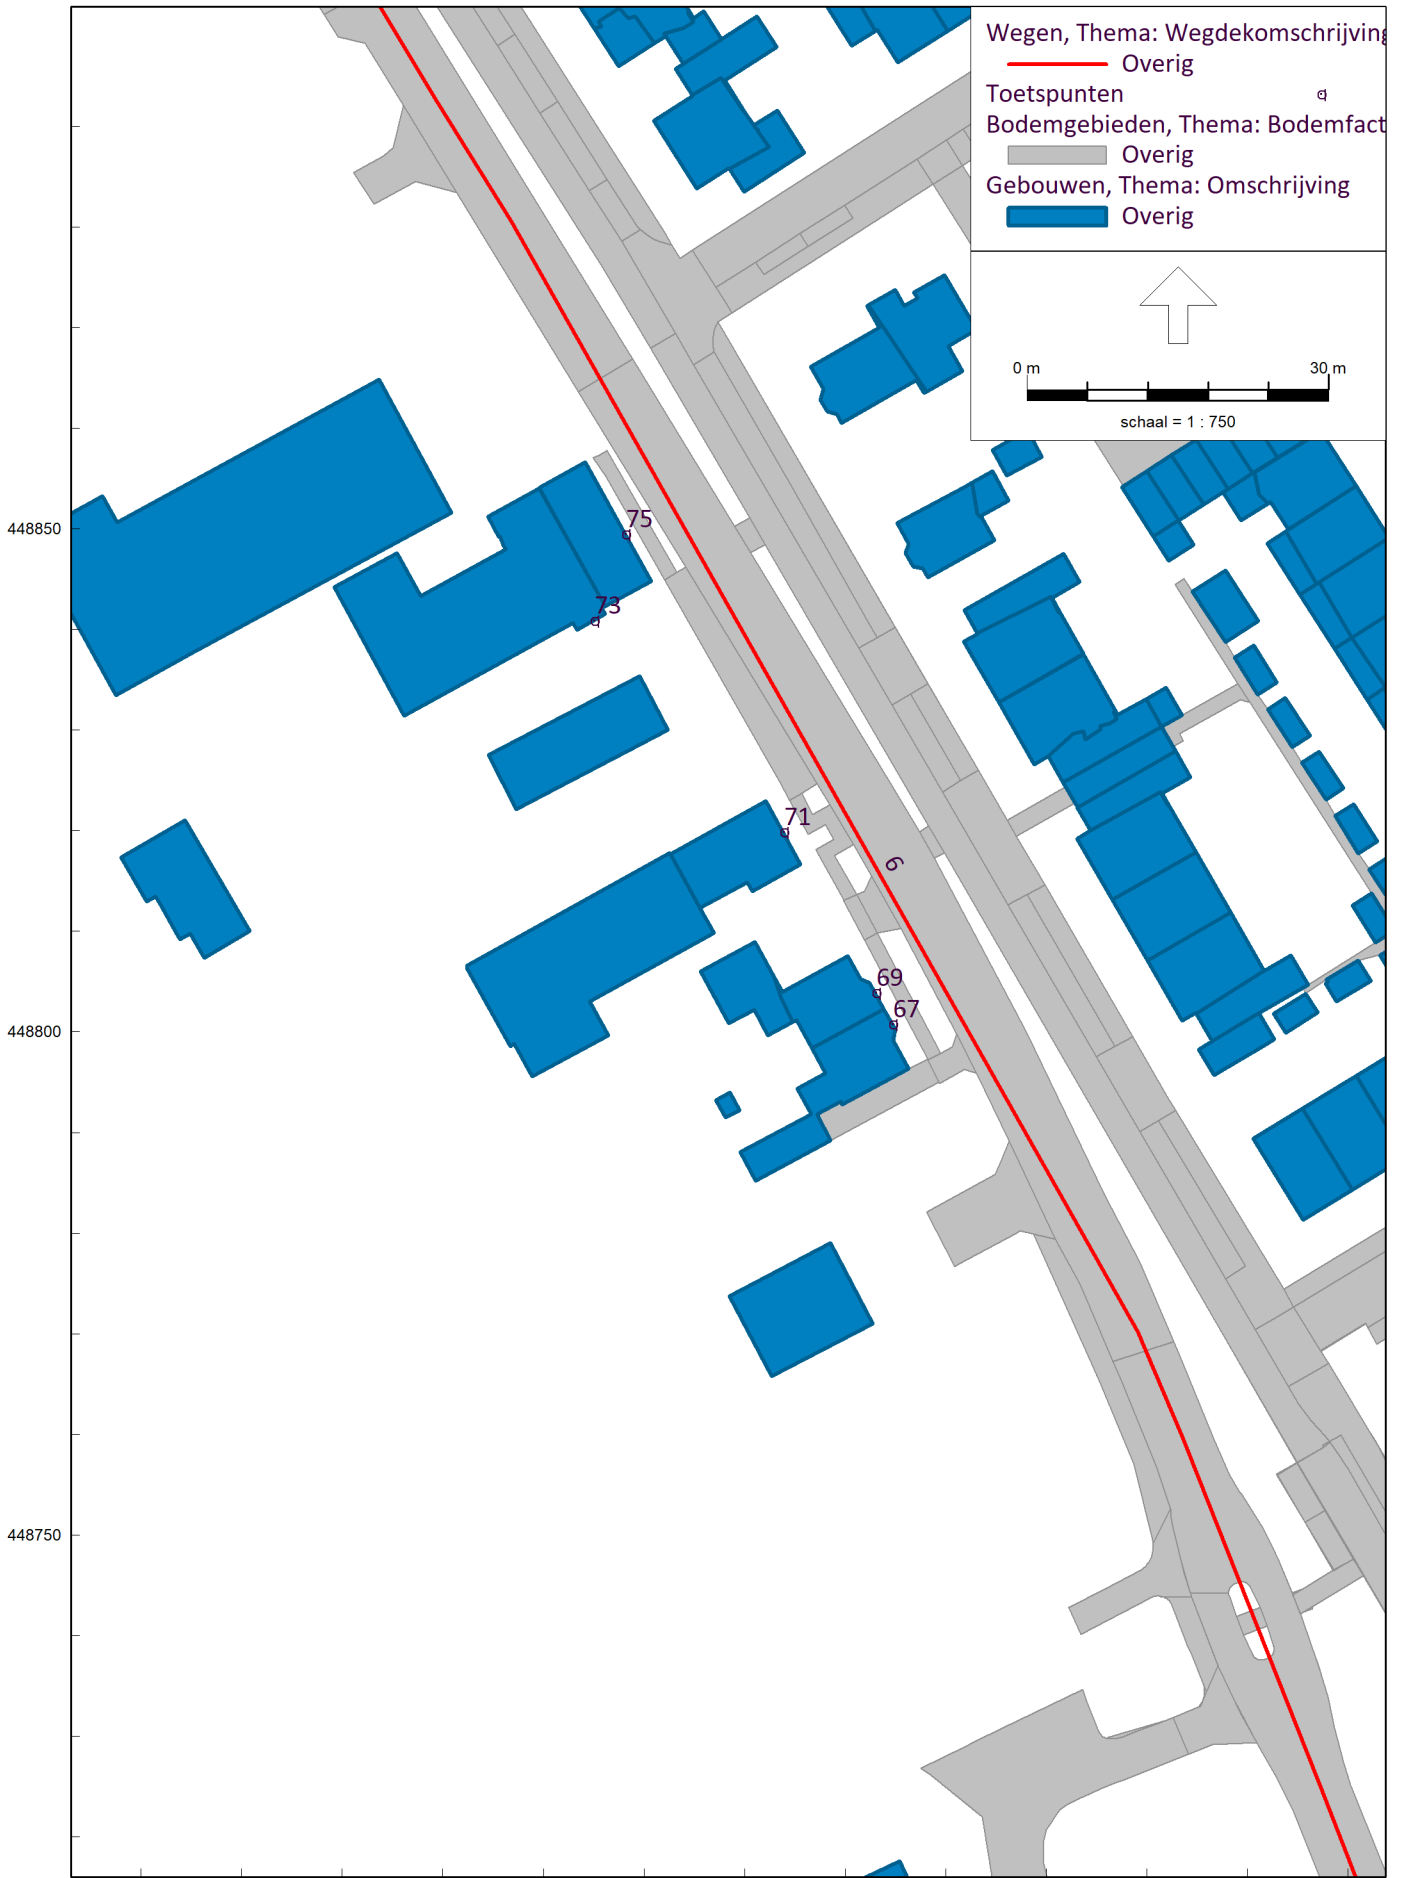 Wegen, Thema: Wegdekomschrijving
Overig
Toetspunten
Bodemgebieden, Thema: Bodemfact
Overig
Gebouwen, Thema: Omschrijving
Overig
0 m 30 m
schaal = 1 : 750
448850
75
73
71
6
69
67
448800
448750